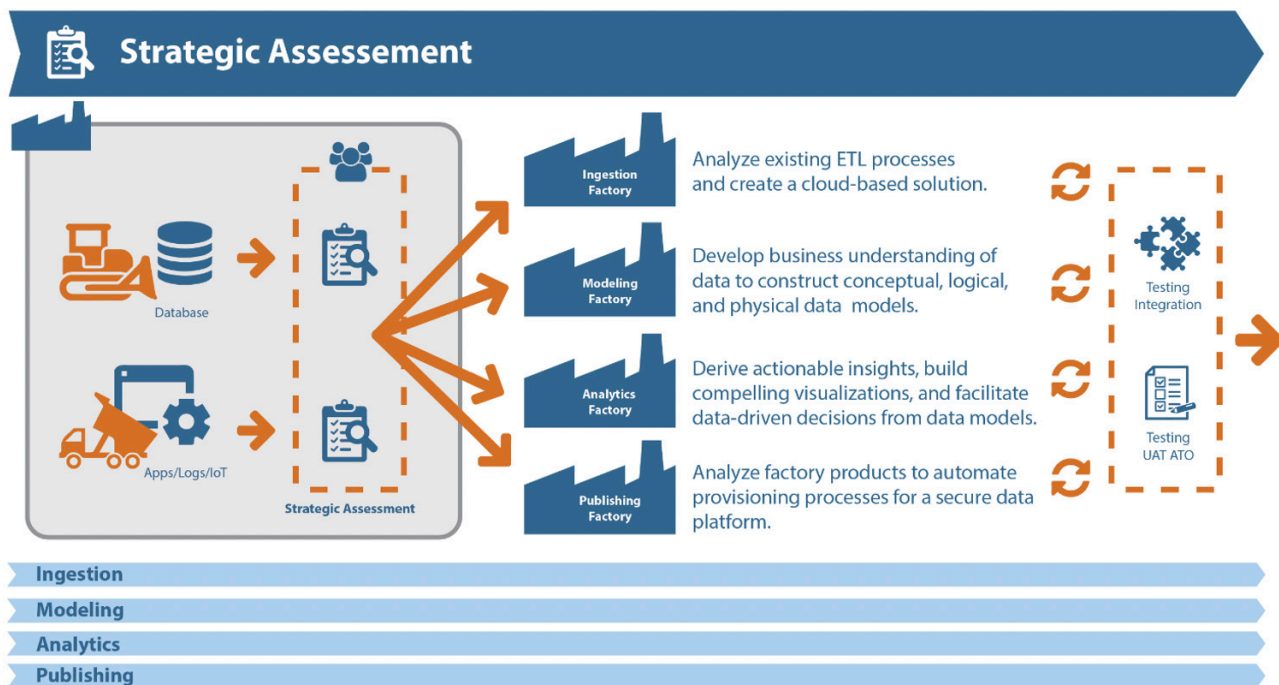 Strategic Assessement
Database
Apps/Logs/IoT
Strategic Assessment
Ingestion
Factory
Analyze existing ETL processes
and create a cloud-based solution.
Modeling
Factory
Develop business understanding of
data to construct conceptual, logical,
and physical data models.
Analytics
Factory
Derive actionable insights, build
compelling visualizations, and facilitate
data-driven decisions from data models.
Publishing
Factory
Analyze factory products to automate
provisioning processes for a secure data
platform.
Testing
Integration
Testing
UAT ATO
Ingestion
Modeling
Analytics
Publishing